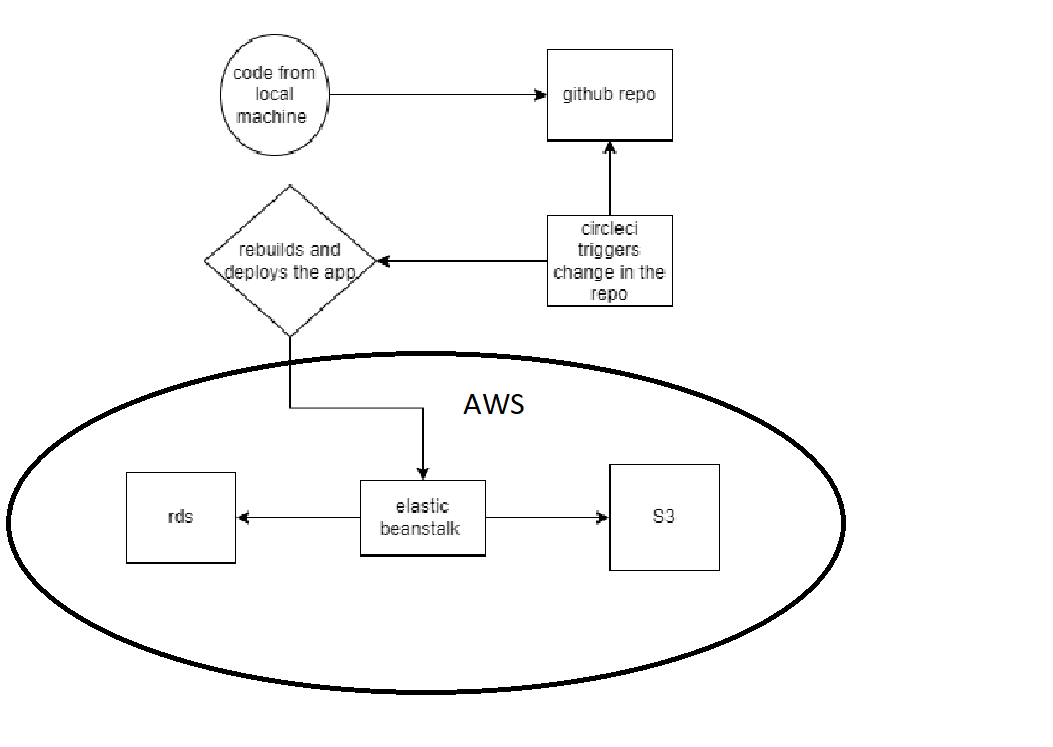 code from
local
machine
github repo
rebuilds and
deploys the app
circleci
triggers
change in the
repo
AWS
rds
elastic
beanstalk
S3